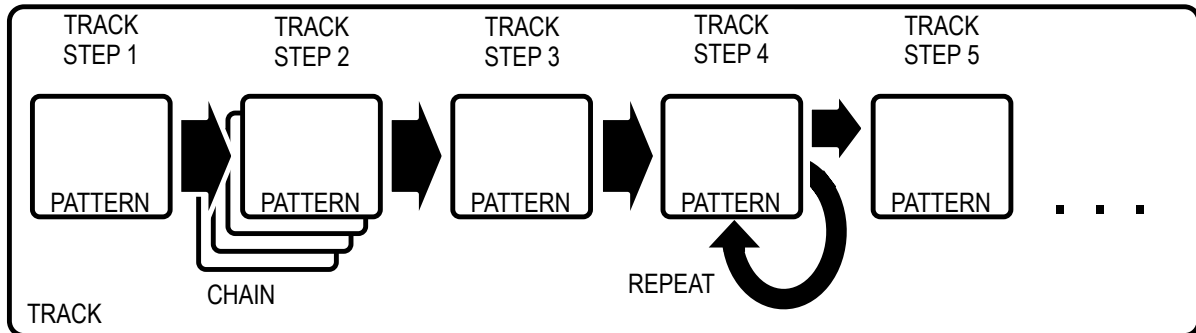 TRACK
STEP 1
TRACK
STEP 2
TRACK
STEP 3
TRACK
STEP 4
TRACK
STEP 5
PATTERN
PATTERN
PATTERN
PATTERN
PATTERN
. . .
CHAIN
REPEAT
TRACK